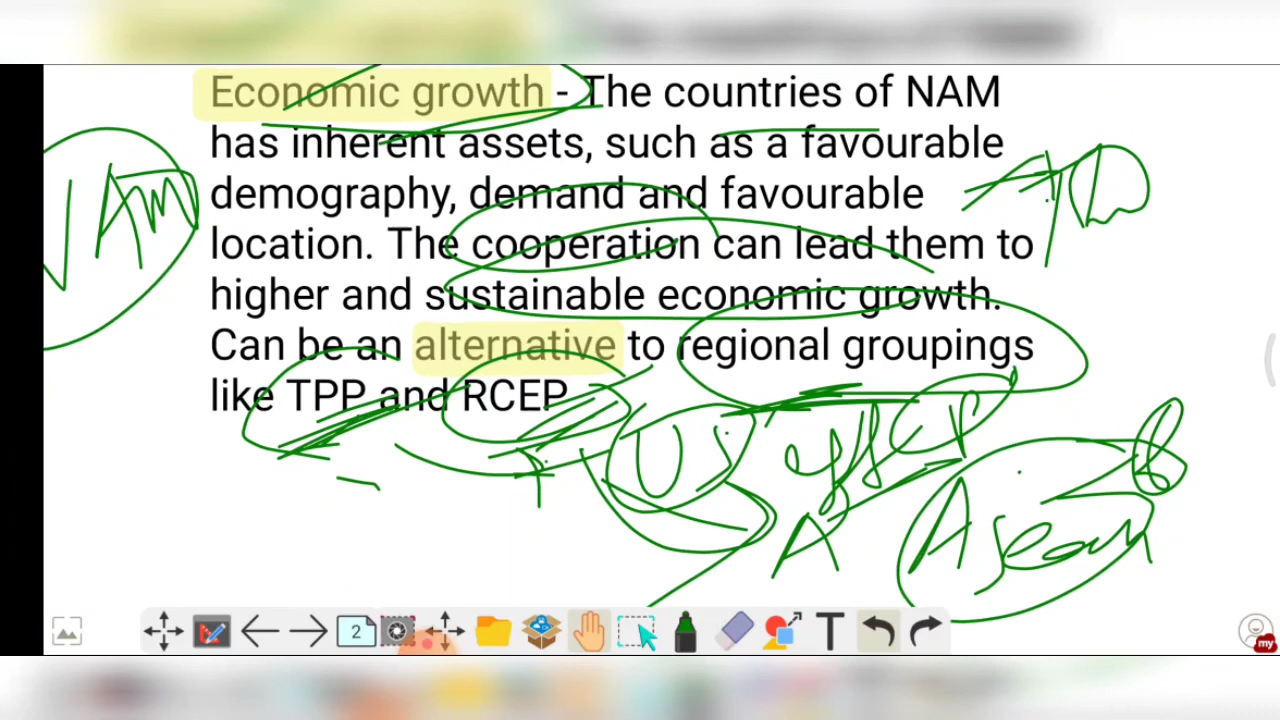 Economic growth - The countries of NAM
has inherent assets, such as a favourable
demography, demand and favourable
location. The cooperation can lead them to
higher and sustainable economic growth.
Can be an alternative to regional groupings
like TPP and RCEP
US
Asean
2
T
my